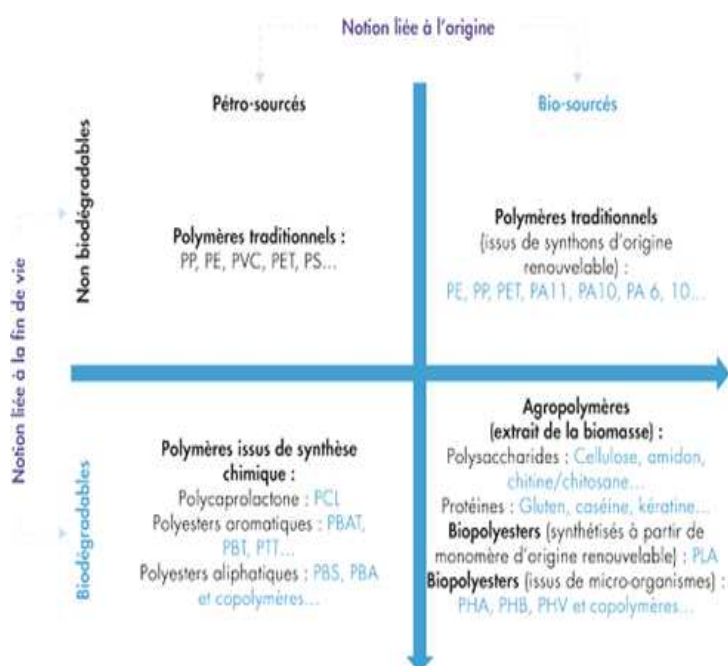 Notion liée à l'origine
Pétro-sourcés
Bio-sourcés
Notion liée à la fin de vie
Non biodégradables
Polymères traditionnels :
PP, PE, PVC, PET, PS...
Polymères traditionnels
(issus de synthons d'origine
renouvelable) :
PE, PP, PET, PA11, PA10, PA 6, 10...
Biodégradables
Polymères issus de synthèse
chimique :
Polycaprolactone : PCL
Polyesters aromatiques : PBAT,
PBT, PTT...
Polyesters aliphatiques : PBS, PBA
et copolymères...
Agropolymères
(extrait de la biomasse) :
Polysaccharides : Cellulose, amidon,
chitine/chitosane...
Protéines : Gluten, caséine, kératine...
Biopolyesters (synthétisés à partir de
monomère d'origine renouvelable) : PLA
Biopolyesters (issus de micro-organismes) :
PHA, PHB, PHV et copolymères...